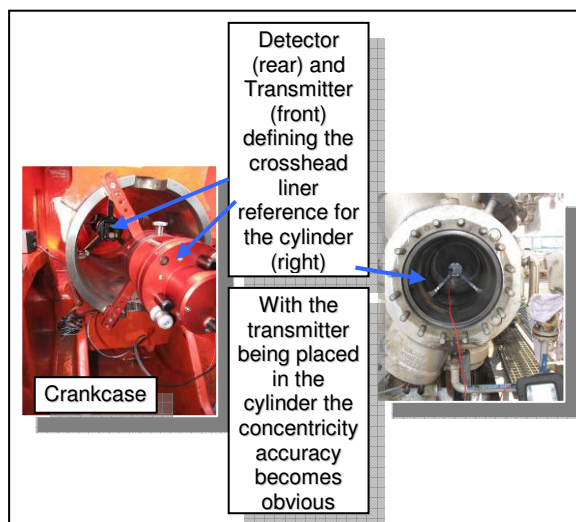 Detector
(rear) and
Transmitter
(front)
defining the
crosshead
liner
reference for
the cylinder
(right)
With the
transmitter
being placed
in the
cylinder the
concentricity
accuracy
becomes
obvious
Crankcase